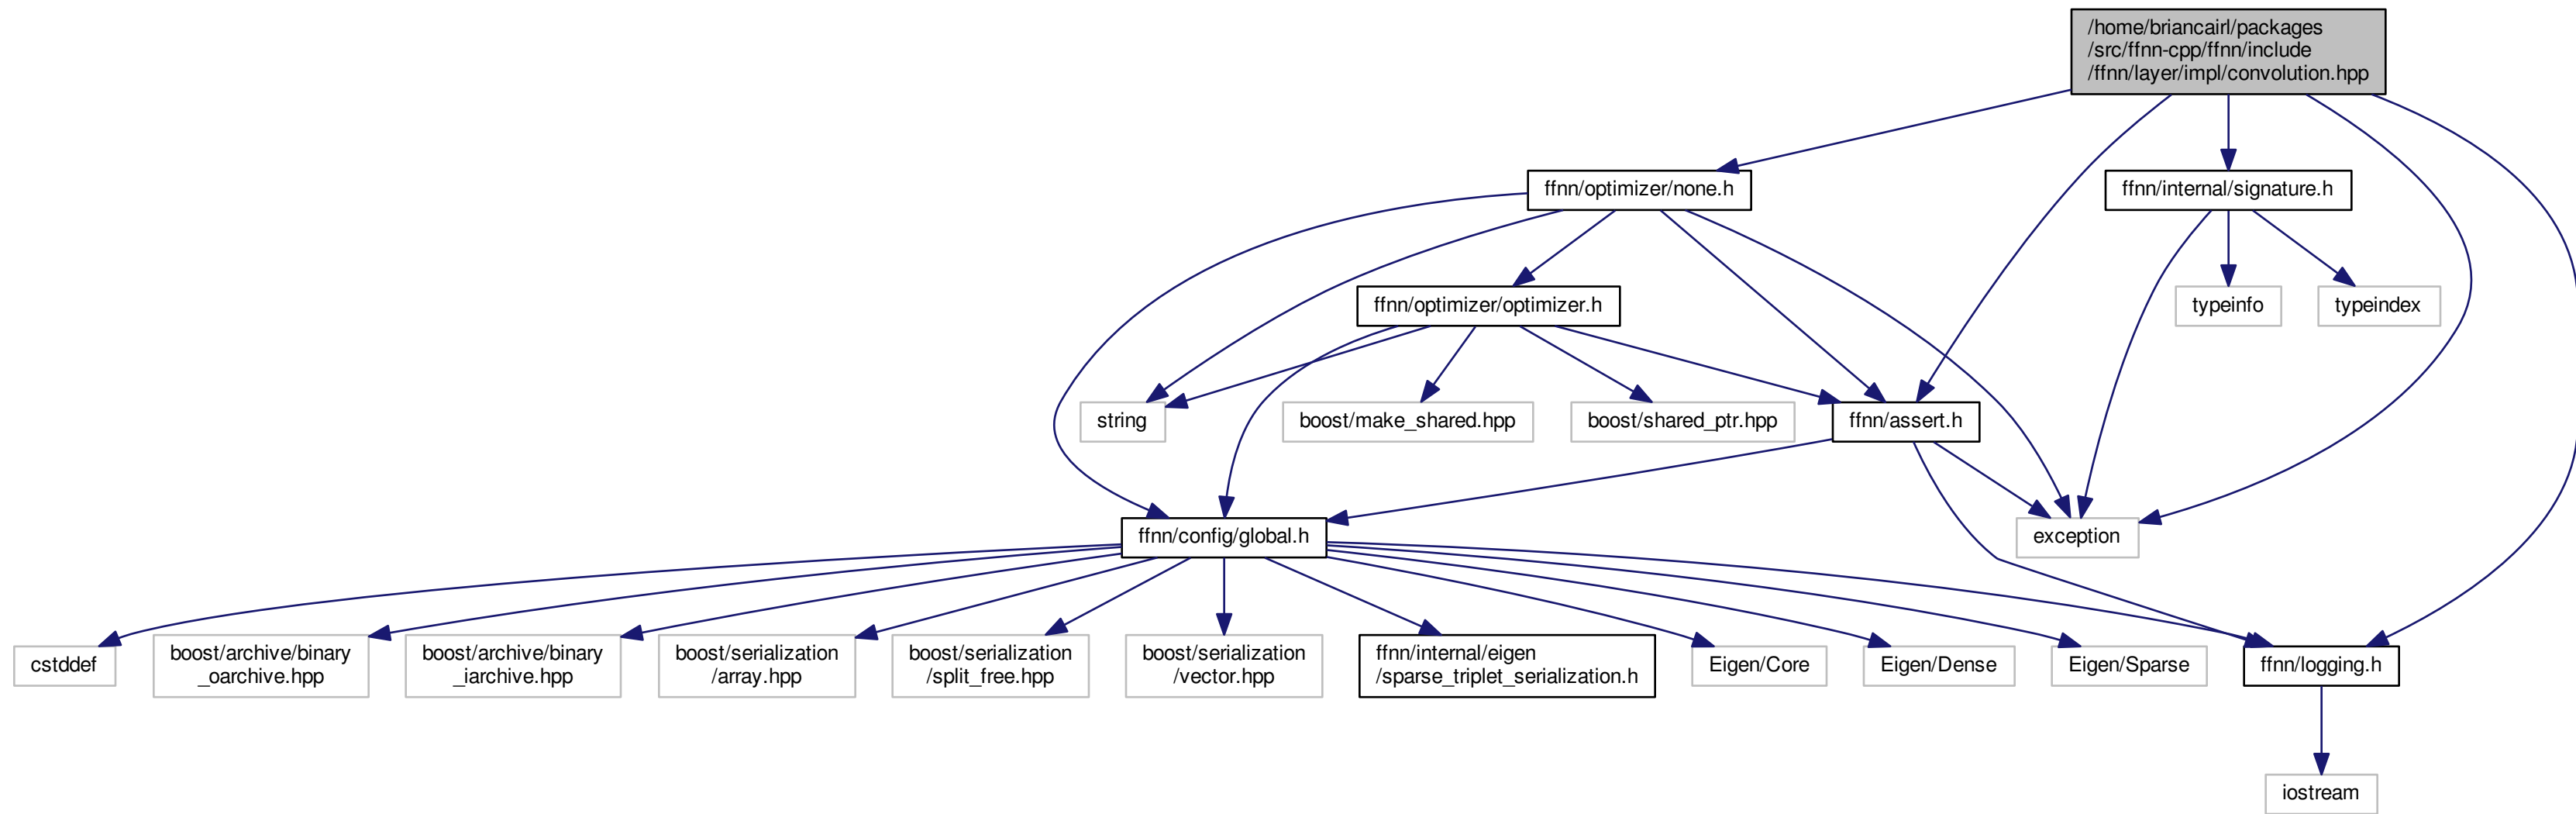 /home/briancairl/packages
/src/ffnn-cpp/ffnn/include
/ffnn/layer/impl/convolution.hpp
ffnn/optimizer/none.h
ffnn/internal/signature.h
ffnn/optimizer/optimizer.h
typeinfo
typeindex
string
boost/make_shared.hpp
boost/shared_ptr.hpp
ffnn/assert.h
ffnn/config/global.h
exception
cstddef
boost/archive/binary
_oarchive.hpp
boost/archive/binary
_iarchive.hpp
boost/serialization
/array.hpp
boost/serialization
/split_free.hpp
boost/serialization
/vector.hpp
ffnn/internal/eigen
/sparse_triplet_serialization.h
Eigen/Core
Eigen/Dense
Eigen/Sparse
ffnn/logging.h
iostream